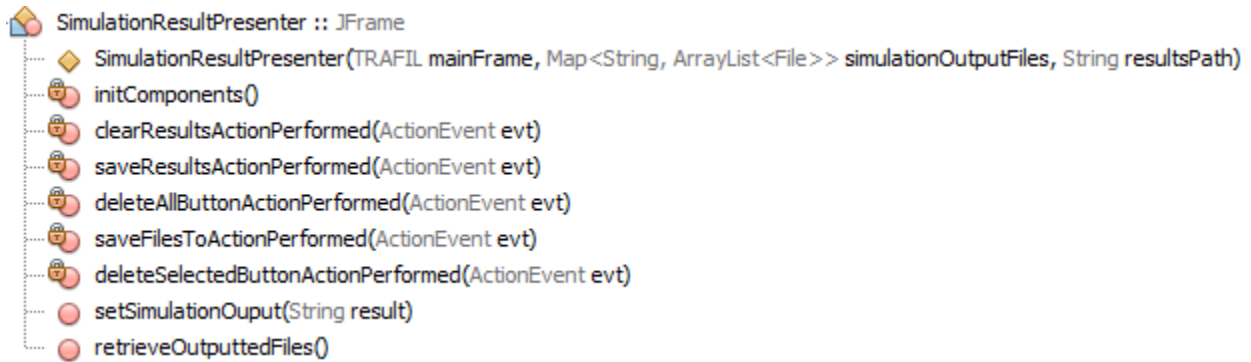 SimulationResultPresenter :: JFrame
SimulationResultPresenter(TRAFIL mainFrame, Map<String, ArrayList<File>> simulationOutputFiles, String resultsPath)
initComponents()
clearResultsActionPerformed(ActionEvent evt)
saveResultsActionPerformed(ActionEvent evt)
deleteAllButtonActionPerformed(ActionEvent evt)
saveFilesToActionPerformed(ActionEvent evt)
deleteSelectedButtonActionPerformed(ActionEvent evt)
setSimulationOuput(String result)
retrieveOutputtedFiles()